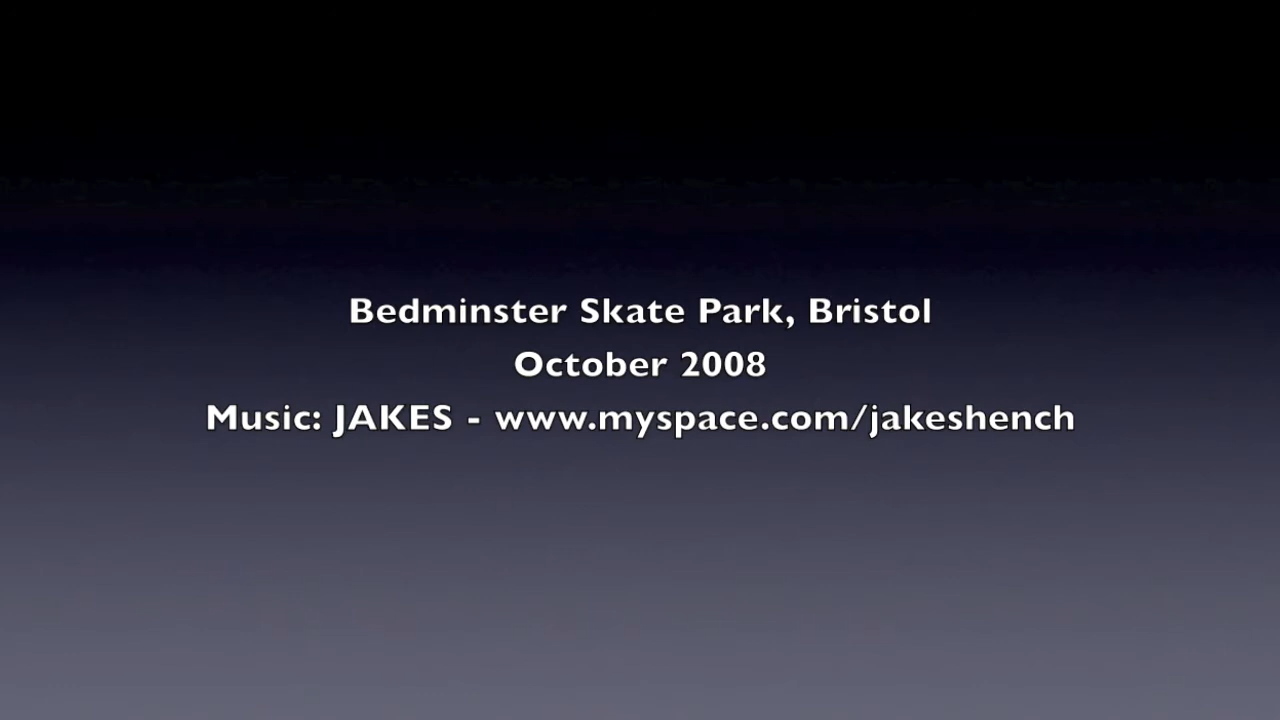 Bedminster Skate Park, Bristol
October 2008
Music: JAKES - www.myspace.com/jakeshench